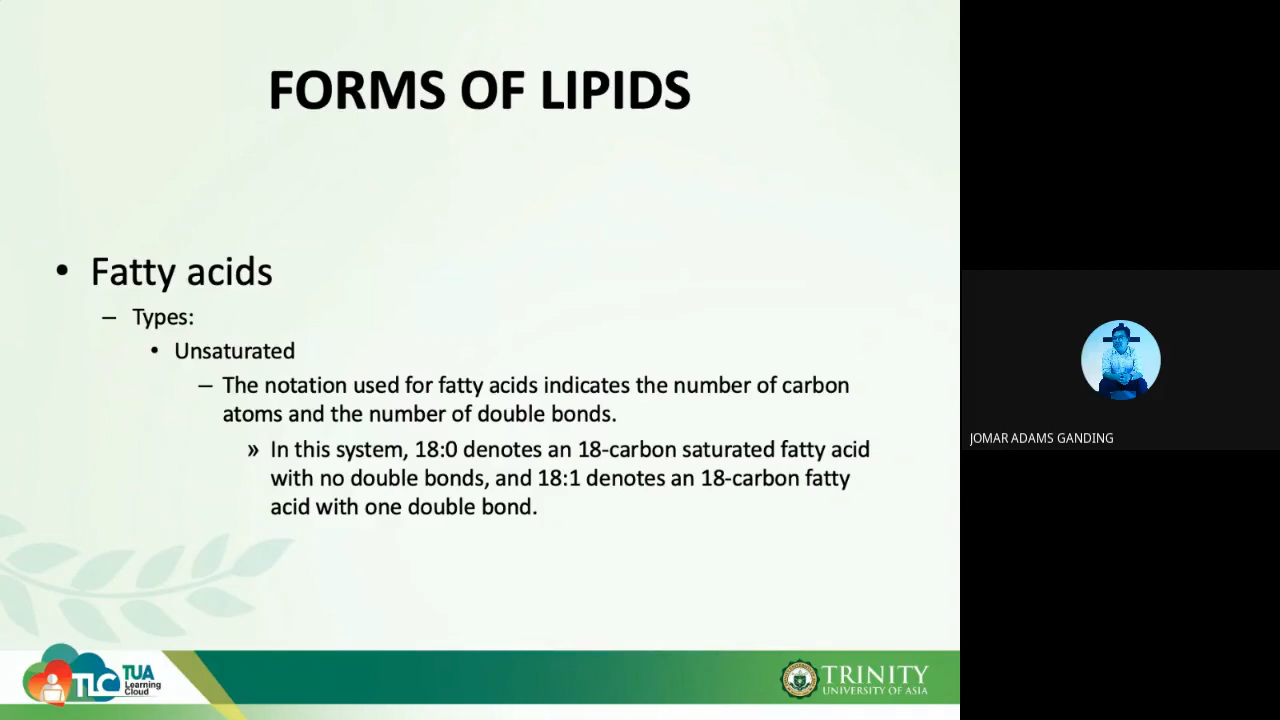 FORMS OF LIPIDS
• Fatty acids
– Types:
• Unsaturated
– The notation used for fatty acids indicates the number of carbon
atoms and the number of double bonds.
» In this system, 18:0 denotes an 18-carbon saturated fatty acid
with no double bonds, and 18:1 denotes an 18-carbon fatty
acid with one double bond.
JOMAR ADAMS GANDING
TLC TUA
Learning
Cloud
TRINITY
UNIVERSITY OF ASIA